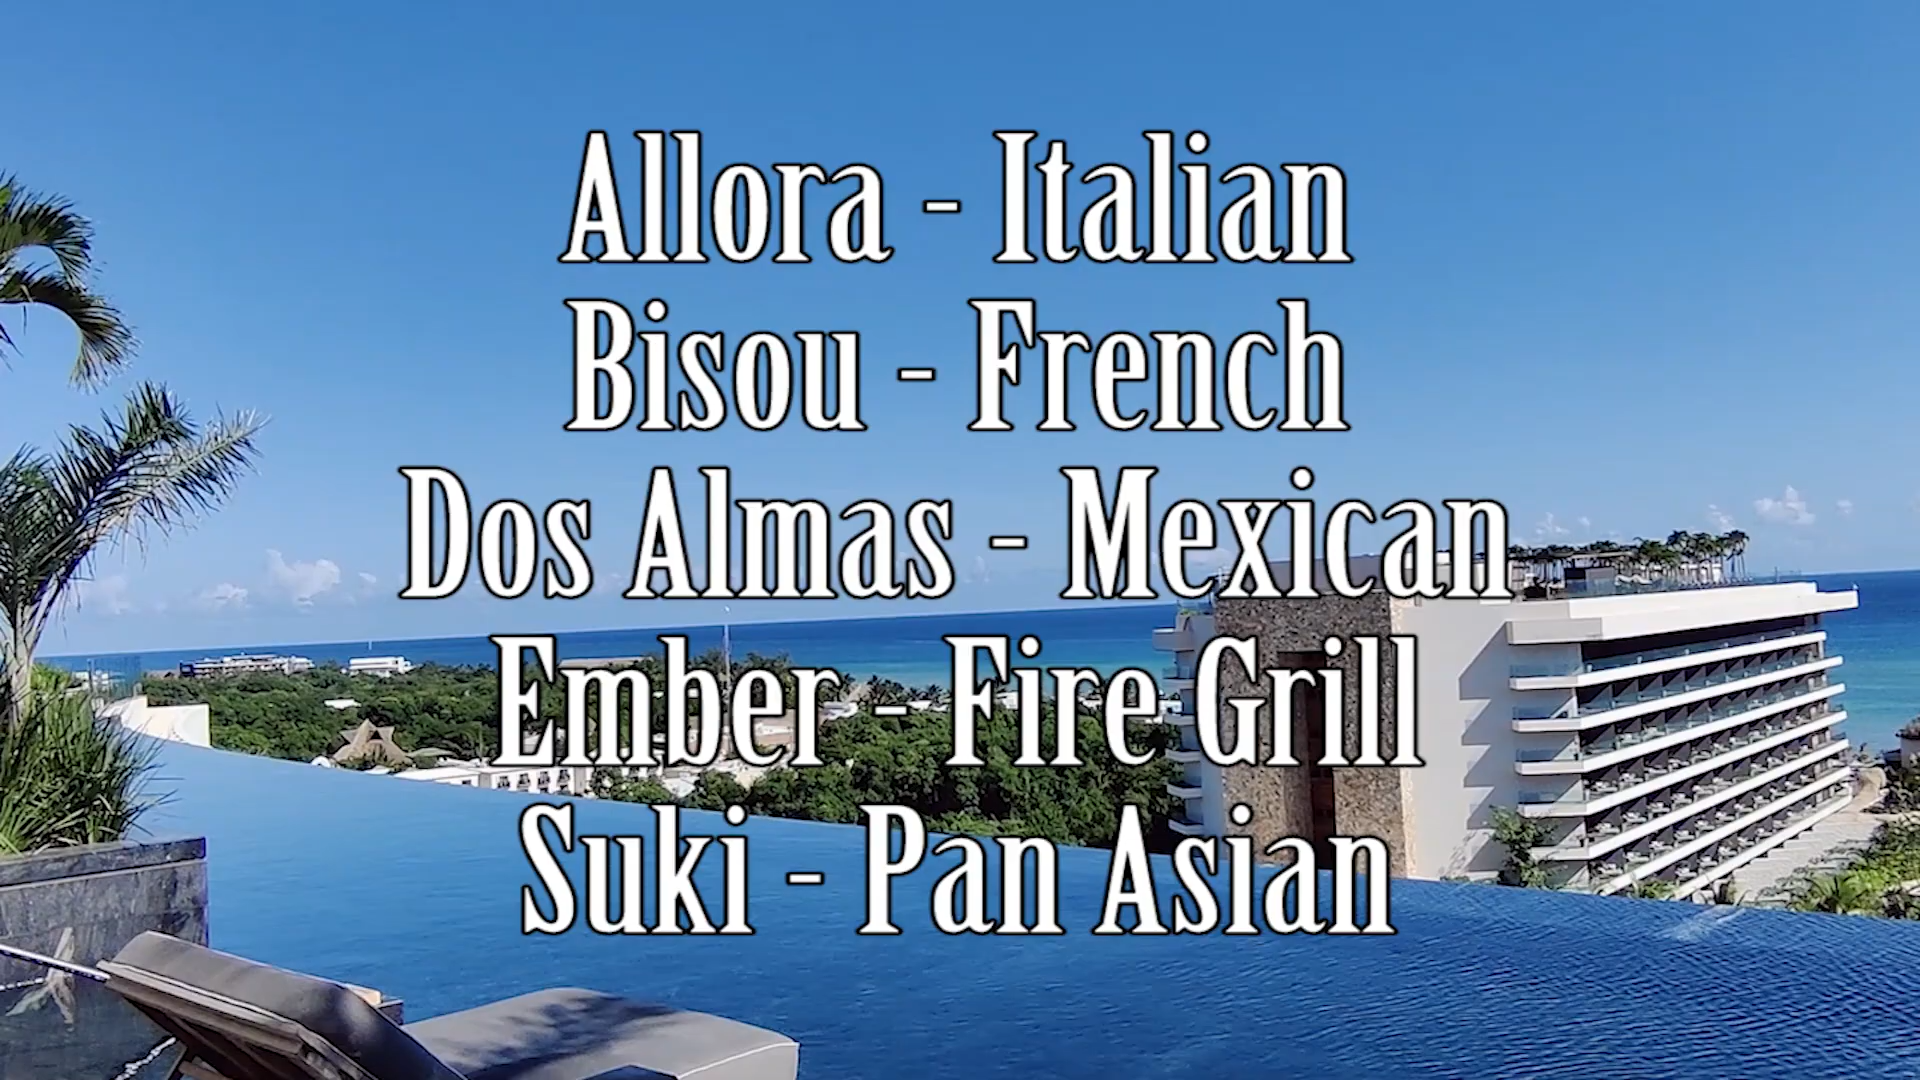 Allora - Italian
Bisou - French
Dos Almas - Mexican
Ember - Fire Grill
Suki - Pan Asian